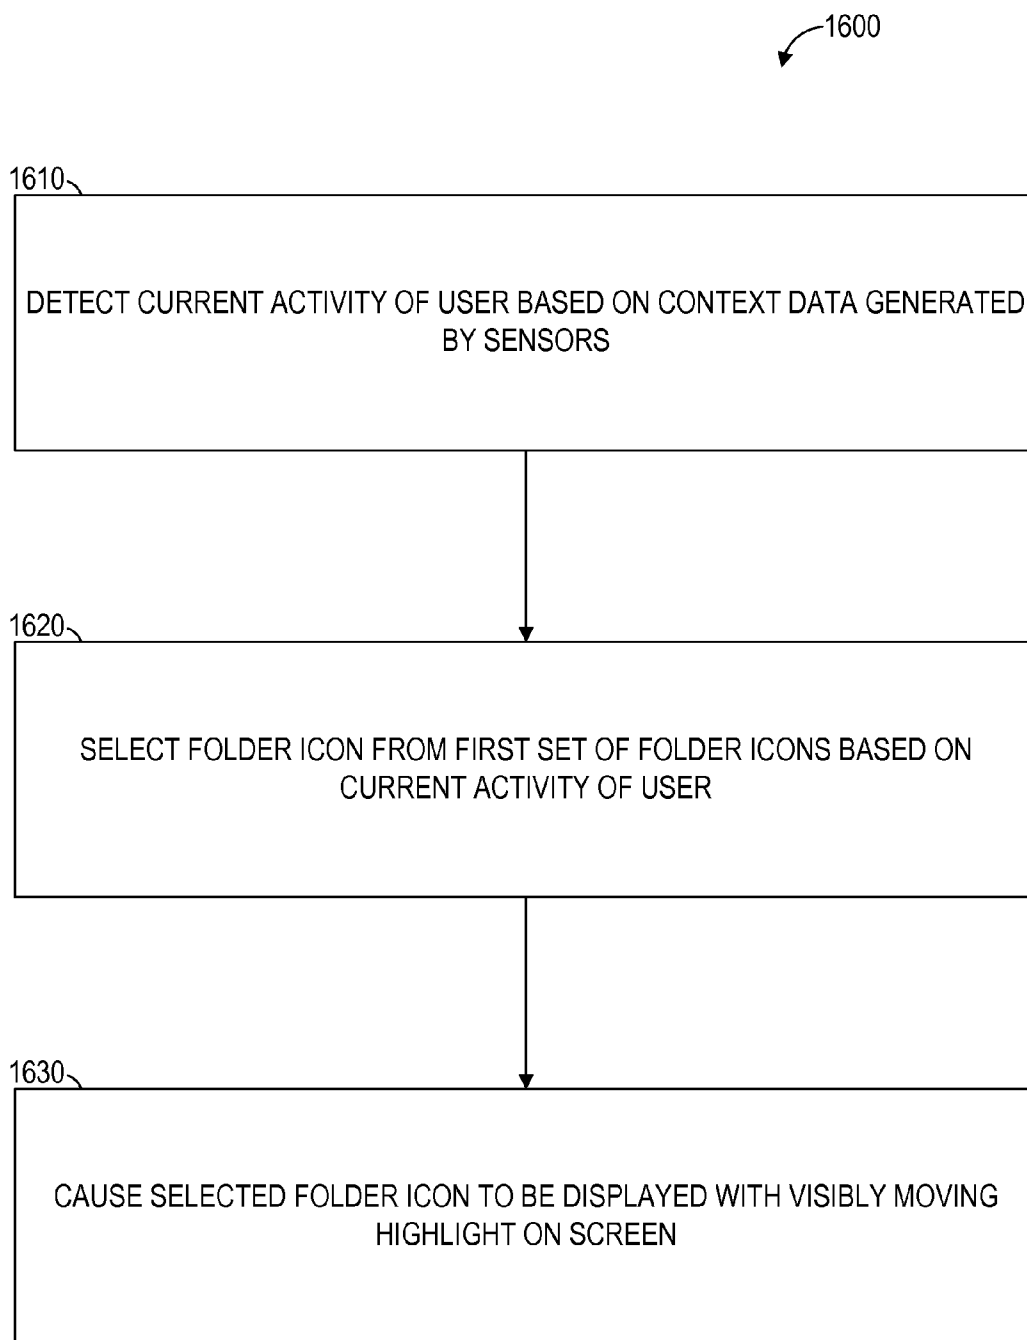 1600
1610
DETECT CURRENT ACTIVITY OF USER BASED ON CONTEXT DATA GENERATED
BY SENSORS
1620
SELECT FOLDER ICON FROM FIRST SET OF FOLDER ICONS BASED ON
CURRENT ACTIVITY OF USER
1630
CAUSE SELECTED FOLDER ICON TO BE DISPLAYED WITH VISIBLY MOVING
HIGHLIGHT ON SCREEN